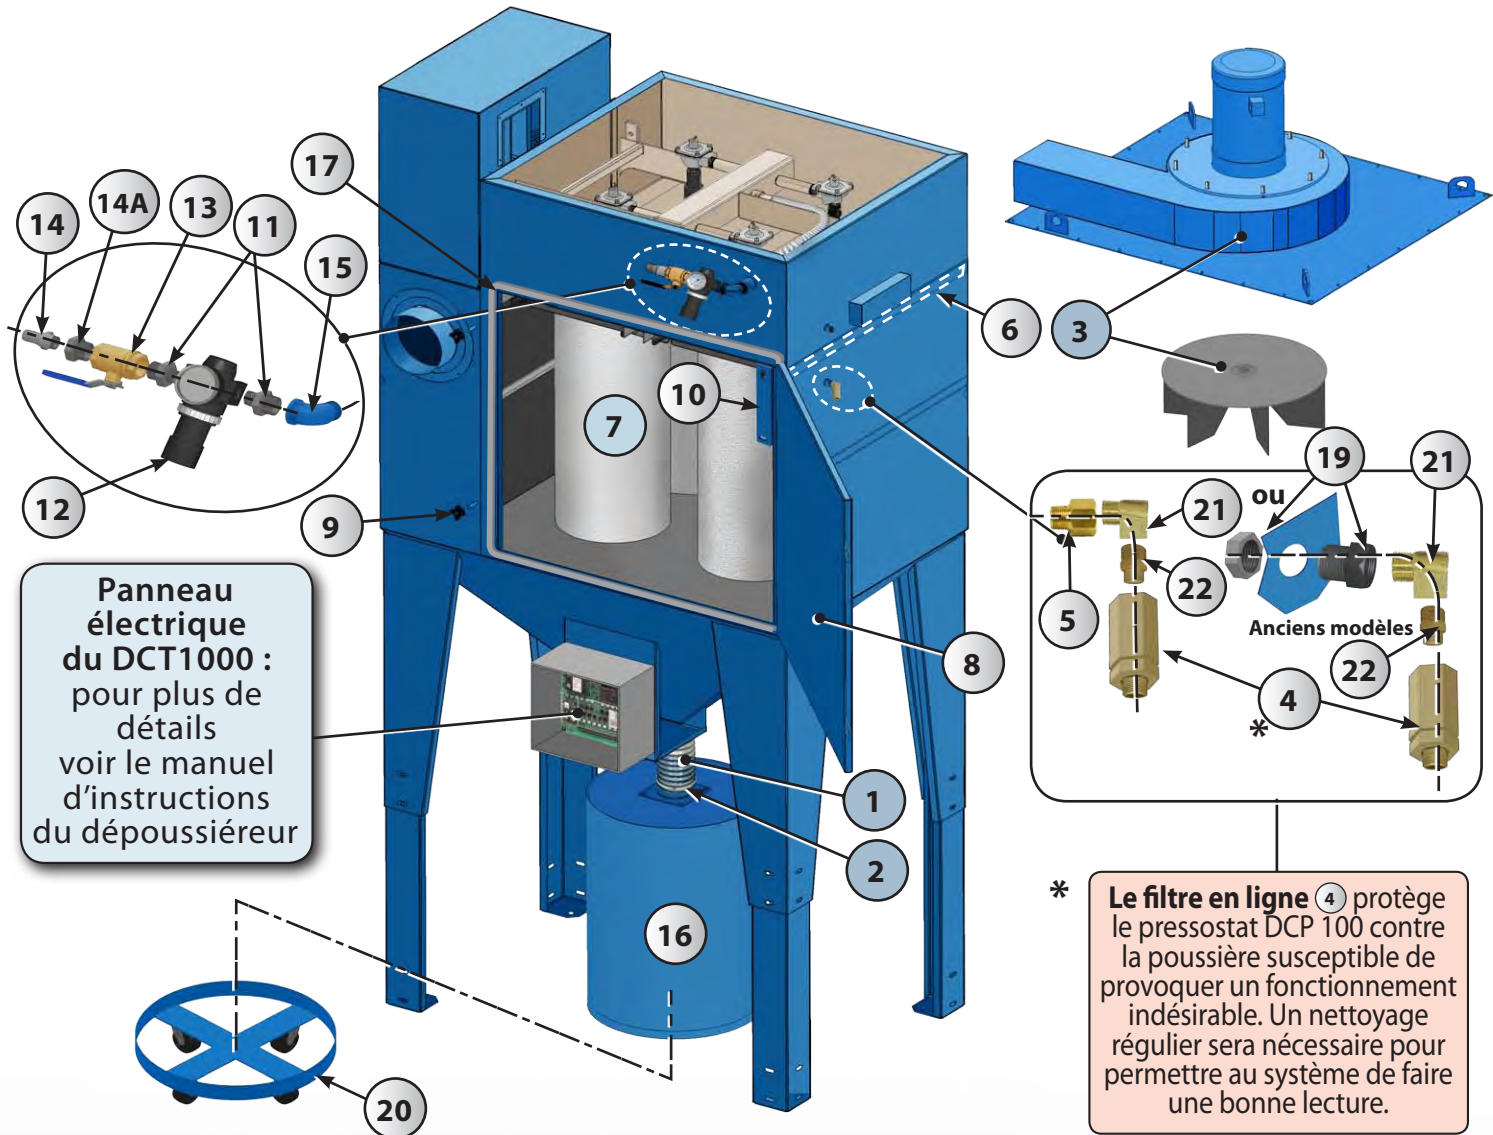 17
14
14A
13
11
15
12
9
7
10
6
3
5
21
22
ou
19
21
Anciens modèles
22
4
*
8
1
2
16
20
Panneau
électrique
du DCT1000 :
pour plus de
détails
voir le manuel
d'instructions
du dépoussiéreur
*
Le filtre en ligne 4 protège
le pressostat DCP 100 contre
la poussière susceptible de
provoquer un fonctionnement
indésirable. Un nettoyage
régulier sera nécessaire pour
permettre au système de faire
une bonne lecture.